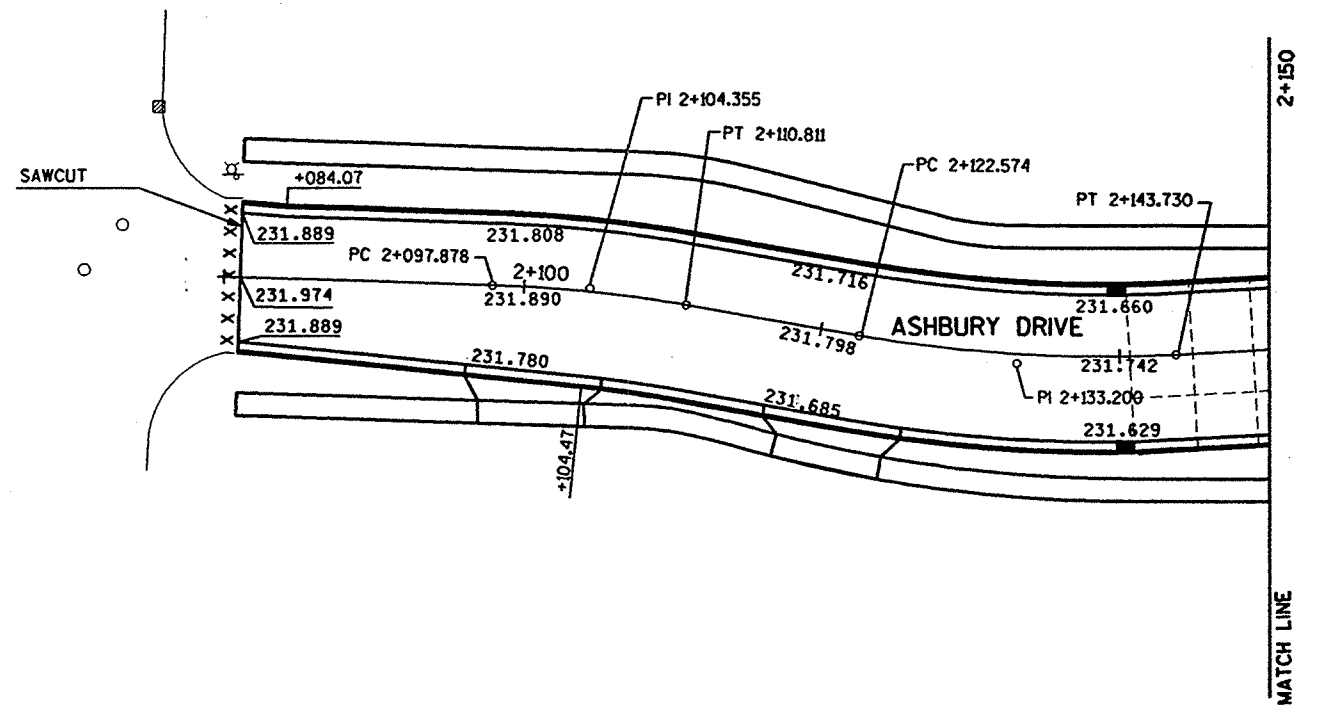 2+150
PI 2+104.355
PT 2+110.811
PC 2+122.574
SAWCUT
+084.07
PT 2+143.730
231.889
231.808
PC 2+097.878
2+100
231.716
231.974
231.890
231.660
231.889
231.798
ASHBURY DRIVE
231.780
231.742
231.685
PI 2+133.200
231.629
+104.47
MATCH LINE